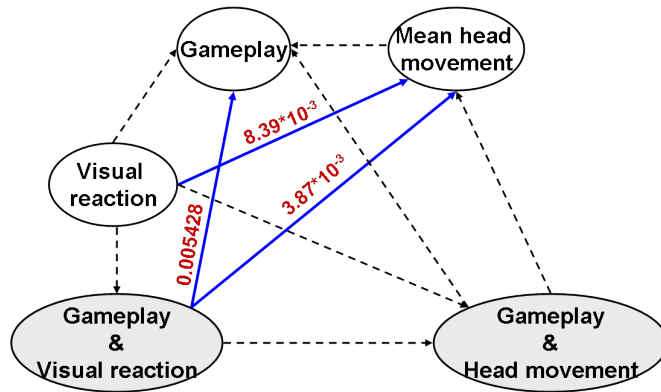 Gameplay
Mean head
movement
8.39*10-3
Visual
reaction
3.87*10-3
0.005428
Gameplay
&
Visual reaction
Gameplay
&
Head movement